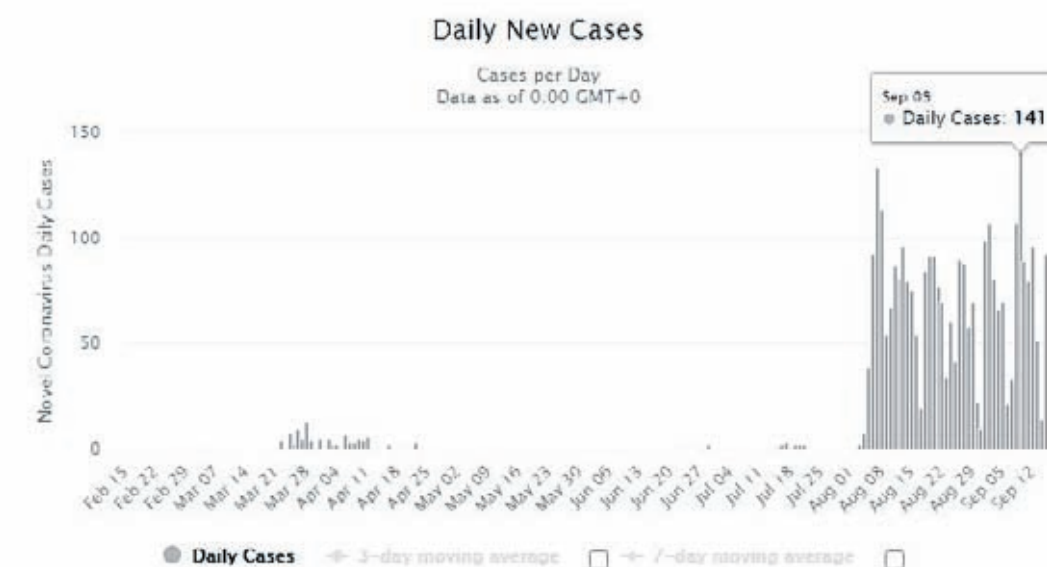 Daily New Cases
Cases per Day
Data as of 0.00 GMT+0
Sep 05
Daily Cases: 141
Novel Coronavirus Daily Cases
150
100
50
0
Feb 15
Feb 22
Feb 29
Mar 07
Mar 14
Mar 21
Mar 28
Apr 04
Apr 11
Apr 18
Apr 25
May 02
May 09
May 16
May 23
May 30
Jun 06
Jun 13
Jun 20
Jun 27
Jul 04
Jul 11
Jul 18
Jul 25
Aug 01
Aug 08
Aug 15
Aug 22
Aug 29
Sep 05
Sep 12
Daily Cases
3-day moving average
7-day moving average